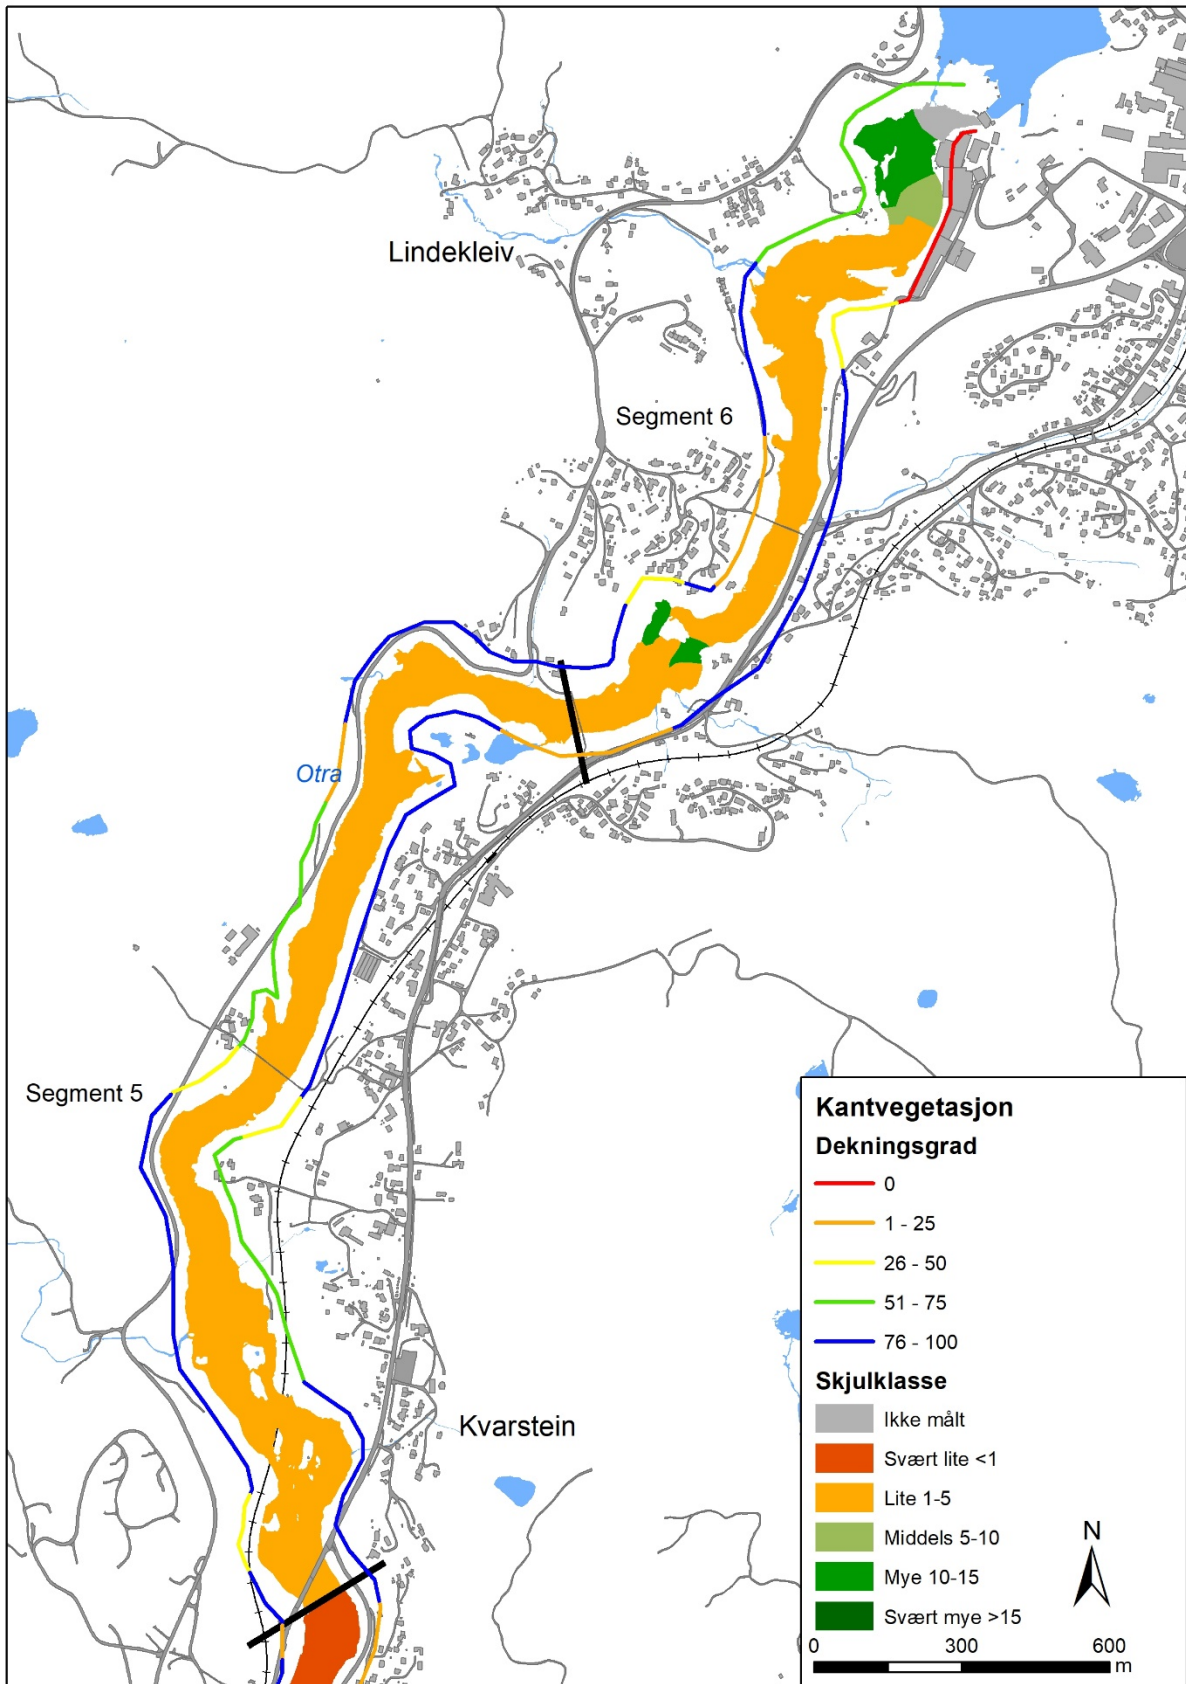 Lindekleiv
Segment 6
Otra
Segment 5
Kvarstein
Kantvegetasjon
Dekningsgrad
0
1 - 25
26 - 50
51 - 75
76 - 100
Skjulklasse
Ikke målt
Svært lite <1
Lite 1-5
Middels 5-10
Mye 10-15
Svært mye >15
N
0 300 600
m